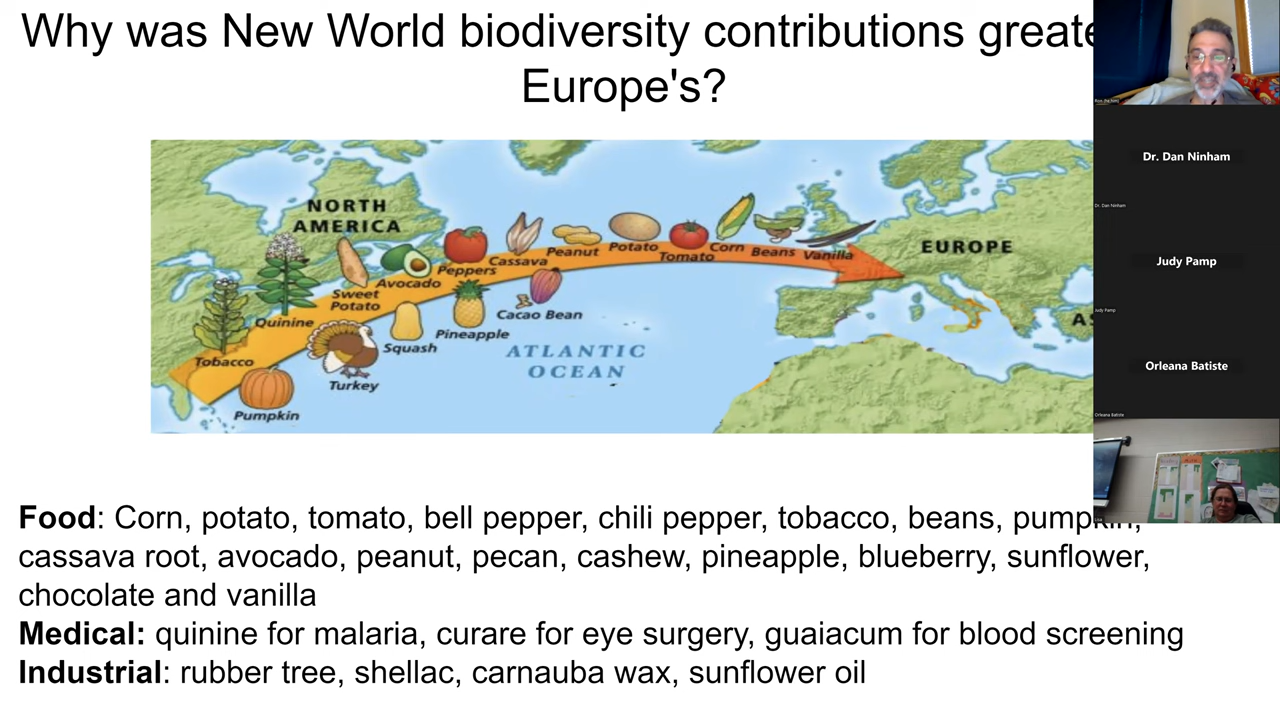 Why was New World biodiversity contributions greate
Europe's?
NORTH
AMERICA
EUROPE
Tobacco
Quinine
Sweet
Potato
Avocado
Peppers
Cassava
Peanut
Potato
Tomato
Corn
Beans
Vanilla
Cacao Bean
Pineapple
Squash
Turkey
Pumpkin
ATLANTIC
OCEAN
Food: Corn, potato, tomato, bell pepper, chili pepper, tobacco, beans, pumpkin,
cassava root, avocado, peanut, pecan, cashew, pineapple, blueberry, sunflower,
chocolate and vanilla
Medical: quinine for malaria, curare for eye surgery, guaiacum for blood screening
Industrial: rubber tree, shellac, carnauba wax, sunflower oil
Dr. Dan Ninham
Dr. Dan Ninham
Judy Pamp
Judy Pamp
Orleana Batiste
Orleana Batiste